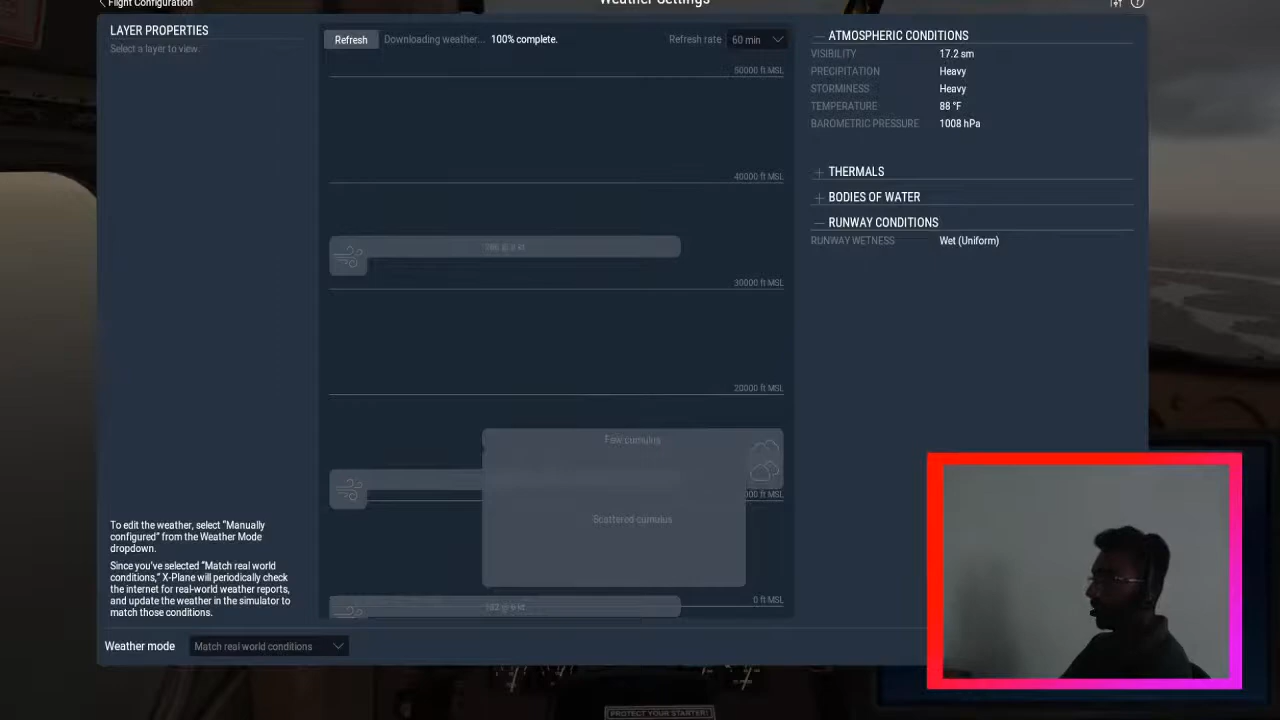 Flight Configuration
Weather Settings
LAYER PROPERTIES
Select a layer to view.
Refresh
Downloading weather... 100% complete.
Refresh rate
60 min
50000 ft MSL
40000 ft MSL
30000 ft MSL
20000 ft MSL
Few cumulus
000 ft MSL
Scattered cumulus
0 ft MSL
To edit the weather, select “Manually
configured” from the Weather Mode
dropdown.
Since you’ve selected “Match real world
conditions,” X-Plane will periodically check
the internet for real-world weather reports,
and update the weather in the simulator to
match those conditions.
Weather mode
Match real world conditions
ATMOSPHERIC CONDITIONS
VISIBILITY 17.2 sm
PRECIPITATION Heavy
STORMINESS Heavy
TEMPERATURE 88 °F
BAROMETRIC PRESSURE 1008 hPa
THERMALS
BODIES OF WATER
RUNWAY CONDITIONS
RUNWAY WETNESS Wet (Uniform)
PROTECT YOUR STARTER!